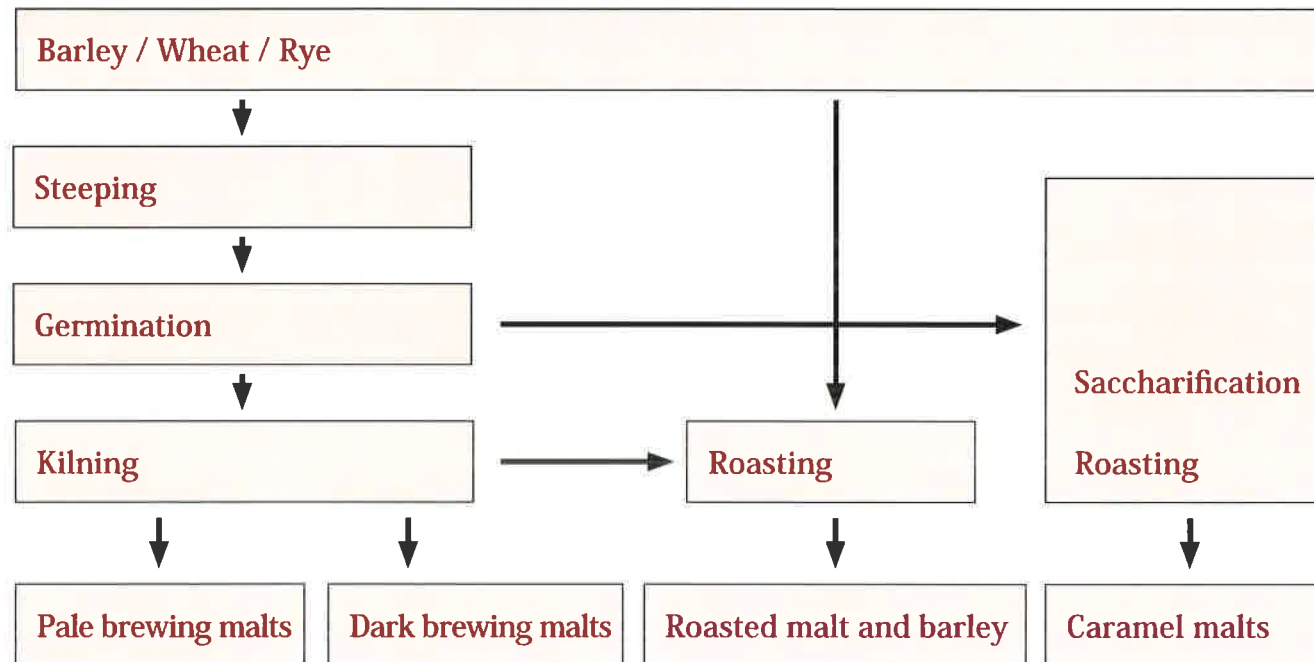 Barley / Wheat / Rye
Steeping
Germination
Saccharification
Kilning
Roasting
Roasting
Pale brewing malts
Dark brewing malts
Roasted malt and barley
Caramel malts